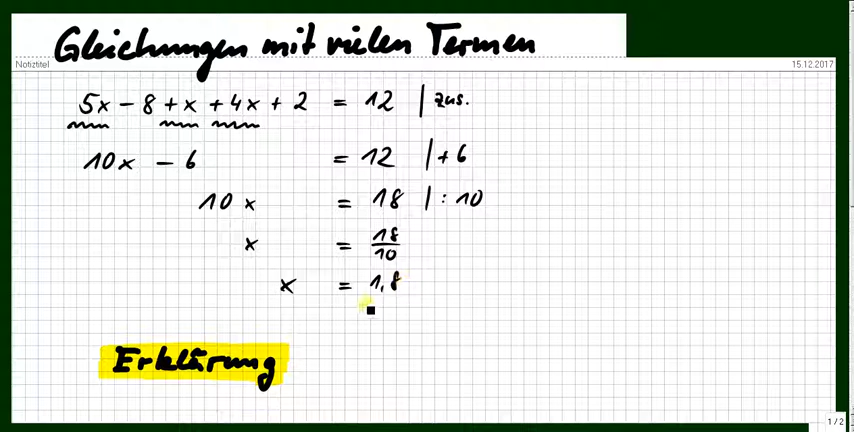 Gleichungen mit vielen Termen
Notiztitel
15.12.2017
5x - 8 + x + 4x + 2 = 12 | zus.
10x - 6 = 12 | + 6
10x = 18 | : 10
x = 18/10
x = 1,8
Erklärung
1 / 2